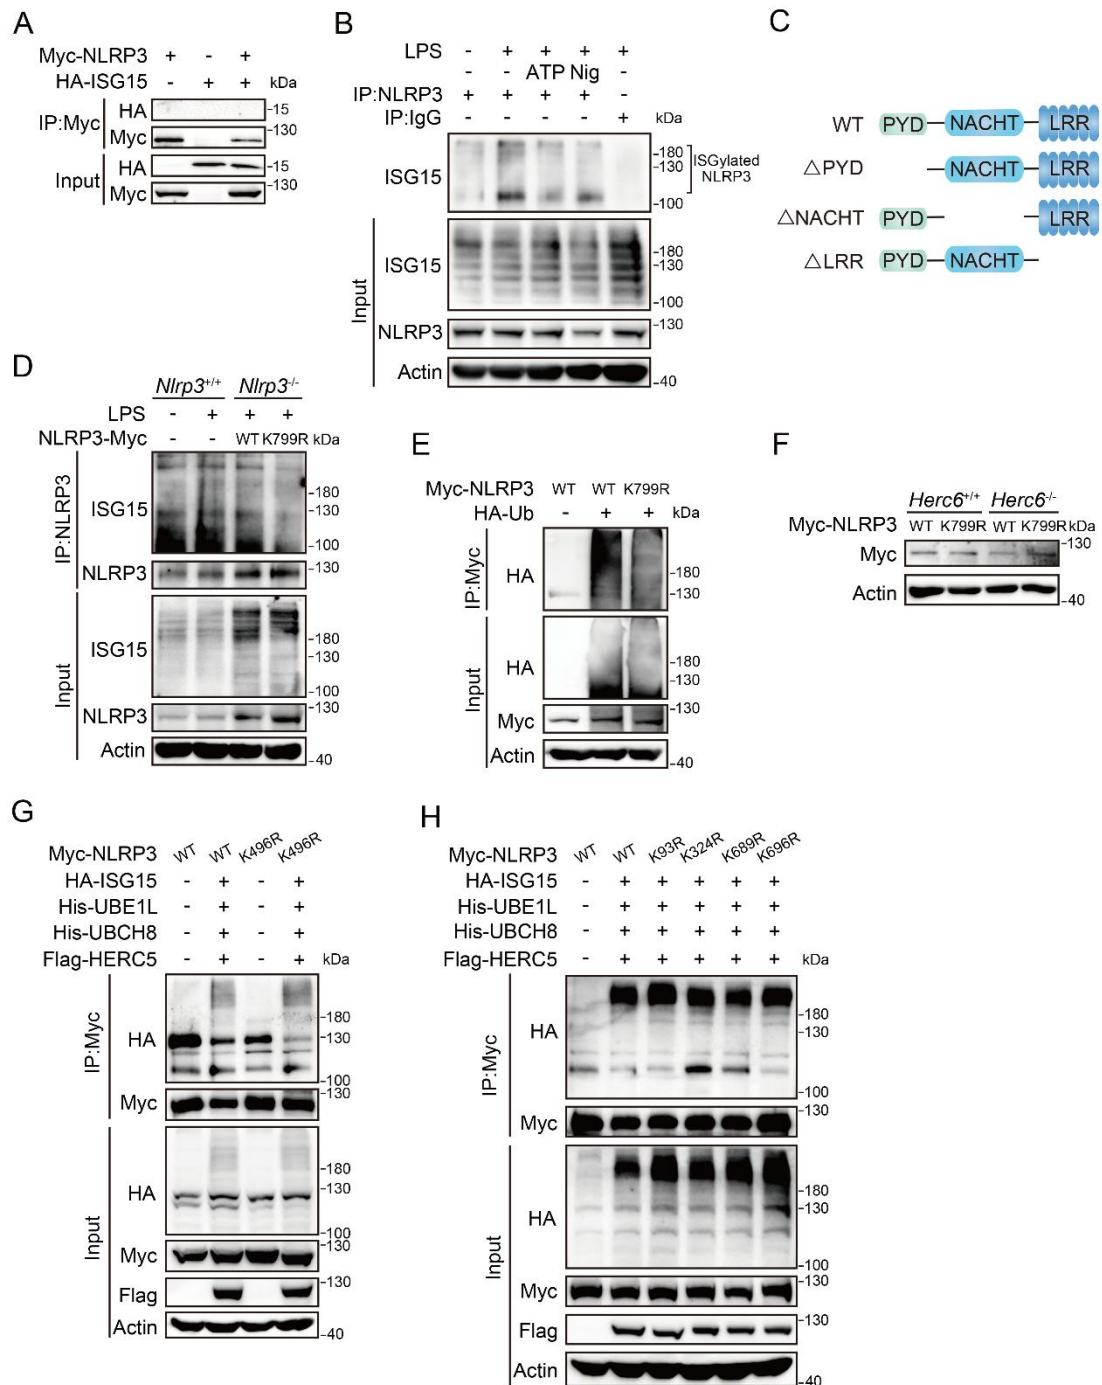 A
Myc-NLRP3 + - +
HA-ISG15 - + + kDa
IP:Myc
HA -15
Myc -130
Input
HA -15
Myc -130
B
LPS - + + + +
- - ATP Nig -
IP:NLRP3 + + + + -
IP:IgG - - - - + kDa
ISG15 -180 -130 -100
ISGylated
NLRP3
Input
ISG15 -180 -130 -100
NLRP3 -130
Actin -40
C
WT PYD NACHT LRR
△PYD NACHT LRR
△NACHT PYD LRR
△LRR PYD NACHT
D
Nlrp3+/+ Nlrp3-/-
LPS - + + +
NLRP3-Myc - - WT K799R kDa
IP:NLRP3
ISG15 -180 -130 -100
NLRP3 -130
Input
ISG15 -180 -130 -100
NLRP3 -130
Actin -40
E
Myc-NLRP3 WT WT K799R
HA-Ub - + + kDa
IP:Myc
HA -180 -130
Input
HA -180 -130
Myc -130
Actin -40
F
Herc6+/+ Herc6-/-
Myc-NLRP3 WT K799R WT K799R kDa
Myc -130
Actin -40
G
Myc-NLRP3 WT WT K496R K496R
HA-ISG15 - + - +
His-UBE1L - + - +
His-UBCH8 - + - +
Flag-HERC5 - + - + kDa
IP:Myc
HA -180 -130 -100
Myc -130
Input
HA -180 -130 -100
Myc -130
Flag -130
Actin -40
H
Myc-NLRP3 WT WT K93R K324R K689R K696R
HA-ISG15 - + + + + +
His-UBE1L - + + + + +
His-UBCH8 - + + + + +
Flag-HERC5 - + + + + + kDa
IP:Myc
HA -180 -130 -100
Myc -130
Input
HA -180 -130 -100
Myc -130
Flag -130
Actin -40